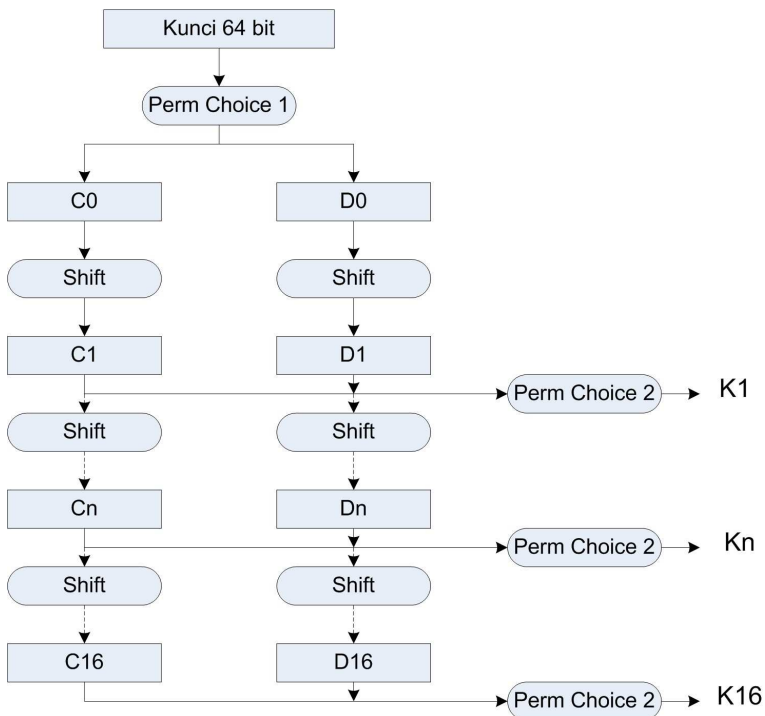 Kunci 64 bit
Perm Choice 1
C0
D0
Shift
Shift
C1
D1
Perm Choice 2
K1
Shift
Shift
Cn
Dn
Perm Choice 2
Kn
Shift
Shift
C16
D16
Perm Choice 2
K16